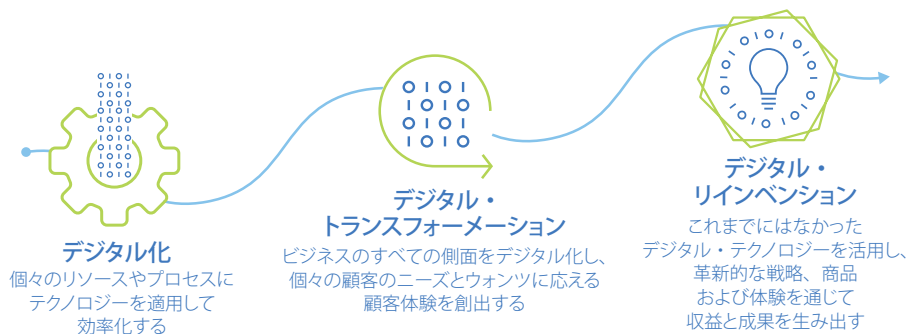 デジタル化
個々のリソースやプロセスに
テクノロジーを適用して
効率化する
デジタル・
トランスフォーメーション
ビジネスのすべての側面をデジタル化し、
個々の顧客のニーズとウォンツに応える
顧客体験を創出する
デジタル・
リインベンション
これまでにはなかった
デジタル・テクノロジーを活用し、
革新的な戦略、商品
および体験を通じて
収益と成果を生み出す